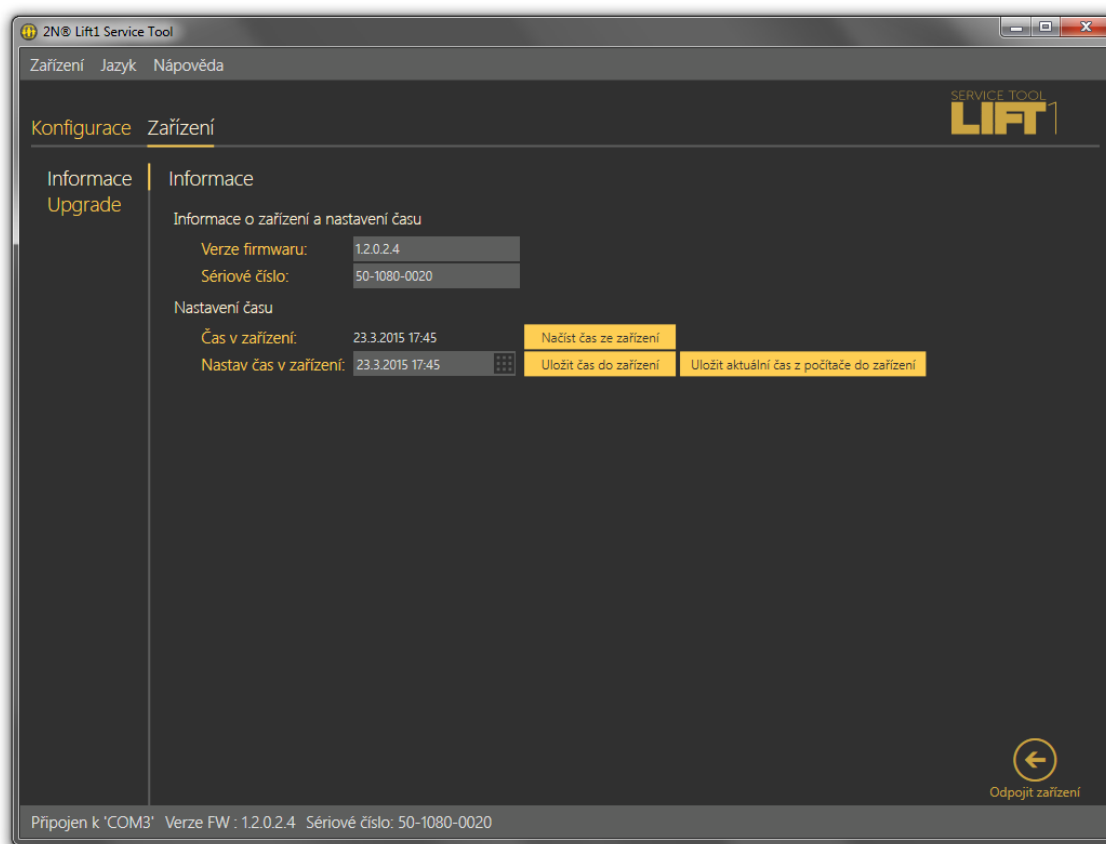 2N® Lift1 Service Tool
Zařízení Jazyk Nápověda
SERVICE TOOL
LIFT1
Konfigurace Zařízení
Informace
Upgrade
Informace
Informace o zařízení a nastavení času
Verze firmwaru: 1.2.0.2.4
Sériové číslo: 50-1080-0020
Nastavení času
Čas v zařízení: 23.3.2015 17:45 Načíst čas ze zařízení
Nastav čas v zařízení: 23.3.2015 17:45 Uložit čas do zařízení Uložit aktuální čas z počítače do zařízení
Odpojit zařízení
Připojen k 'COM3' Verze FW : 1.2.0.2.4 Sériové číslo: 50-1080-0020